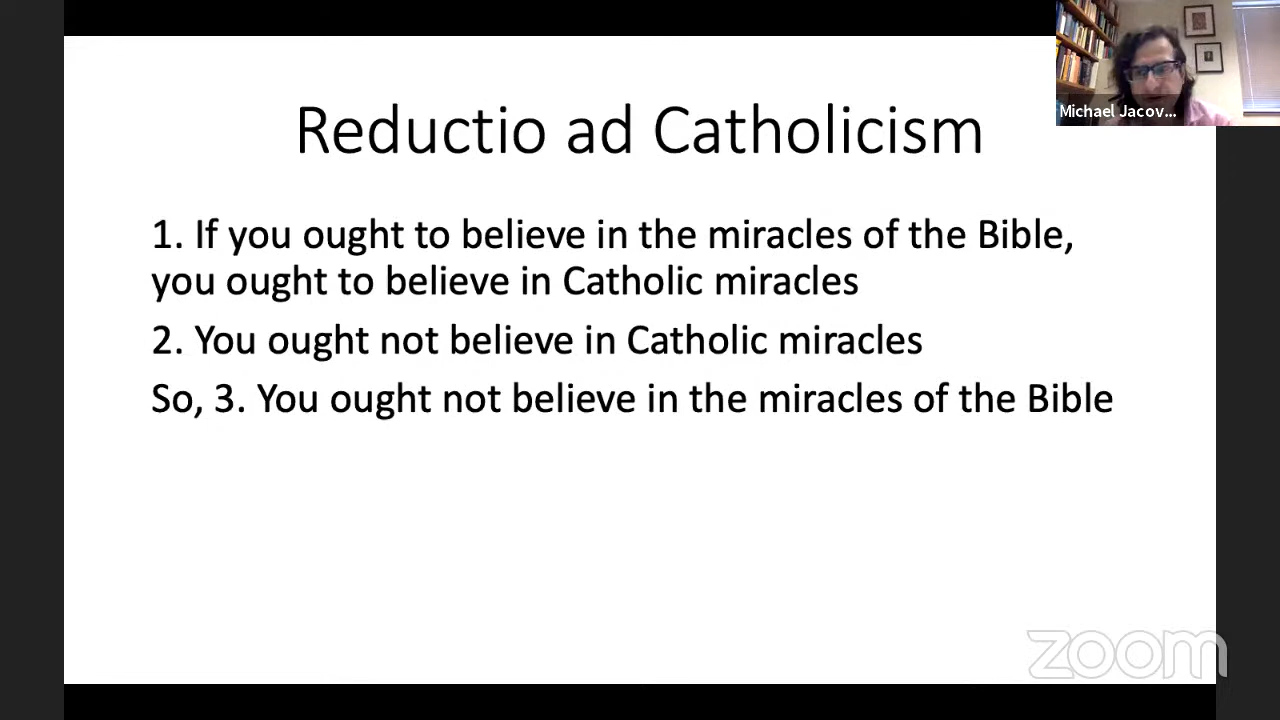 Michael Jacov...
Reductio ad Catholicism
1. If you ought to believe in the miracles of the Bible,
you ought to believe in Catholic miracles
2. You ought not believe in Catholic miracles
So, 3. You ought not believe in the miracles of the Bible
zoom